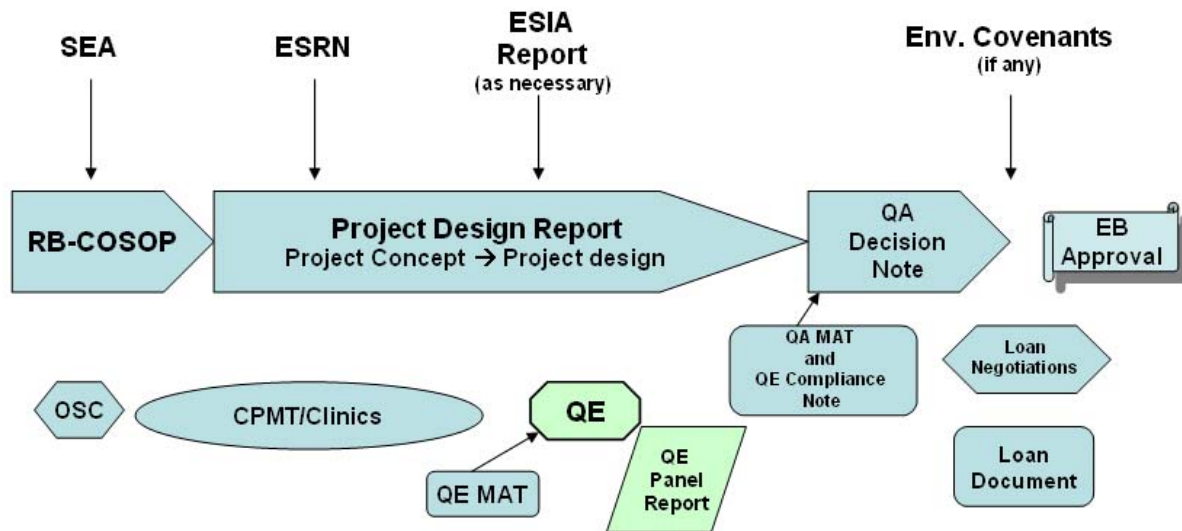 SEA
ESRN
ESIA
Report
(as necessary)
Env. Covenants
(if any)
RB-COSOP
Project Design Report
Project Concept → Project design
QA
Decision
Note
EB
Approval
QA MAT
and
QE Compliance
Note
Loan
Negotiations
OSC
CPMT/Clinics
QE
QE MAT
QE
Panel
Report
Loan
Document